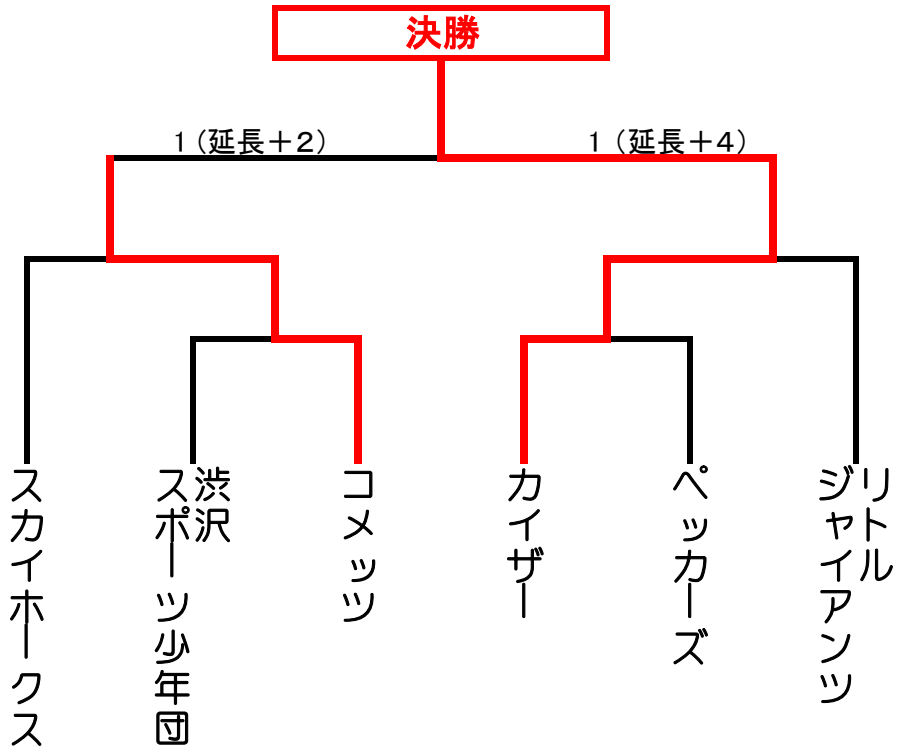 決勝
1(延長+2)
1(延長+4)
スカイホークス
渋沢
スポーツ少年団
コメッツ
カイザー
ペッカーズ
リトル
ジャイアンツ